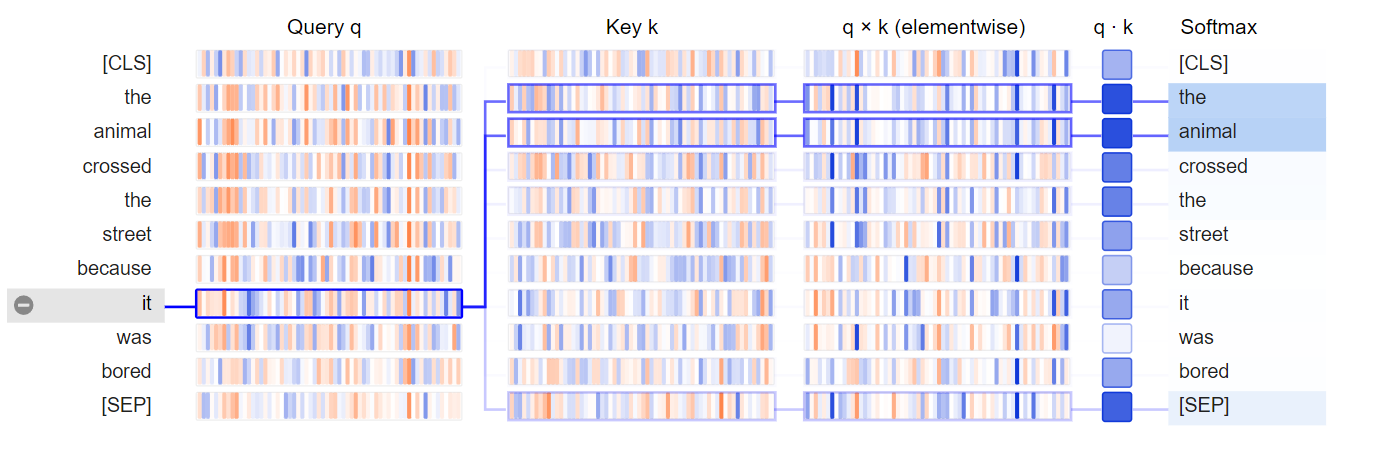 Query q Key k q × k (elementwise) q · k Softmax
[CLS] [CLS]
the the
animal animal
crossed crossed
the the
street street
because because
it it
was was
bored bored
[SEP] [SEP]